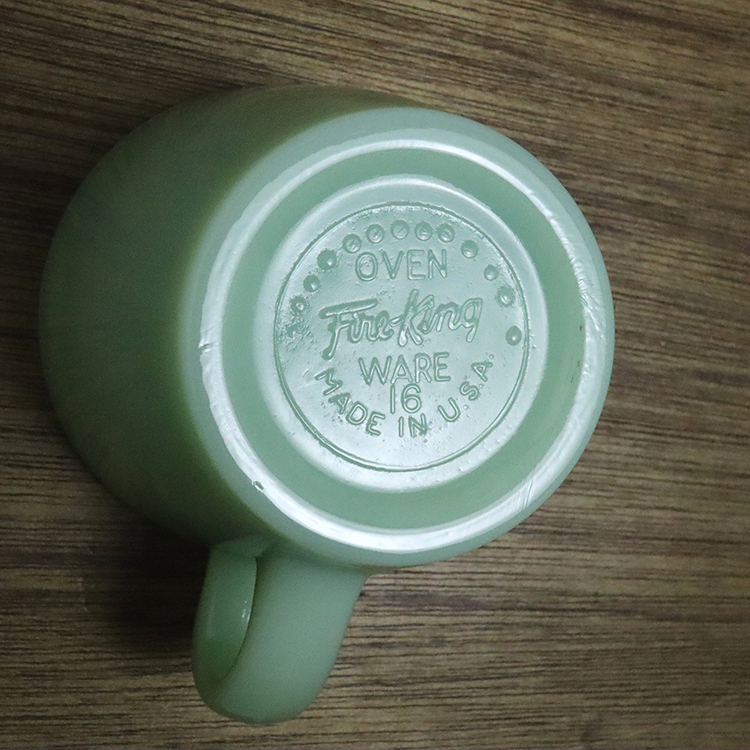 OVEN
Fire-King
WARE
16
MADE IN U.S.A.